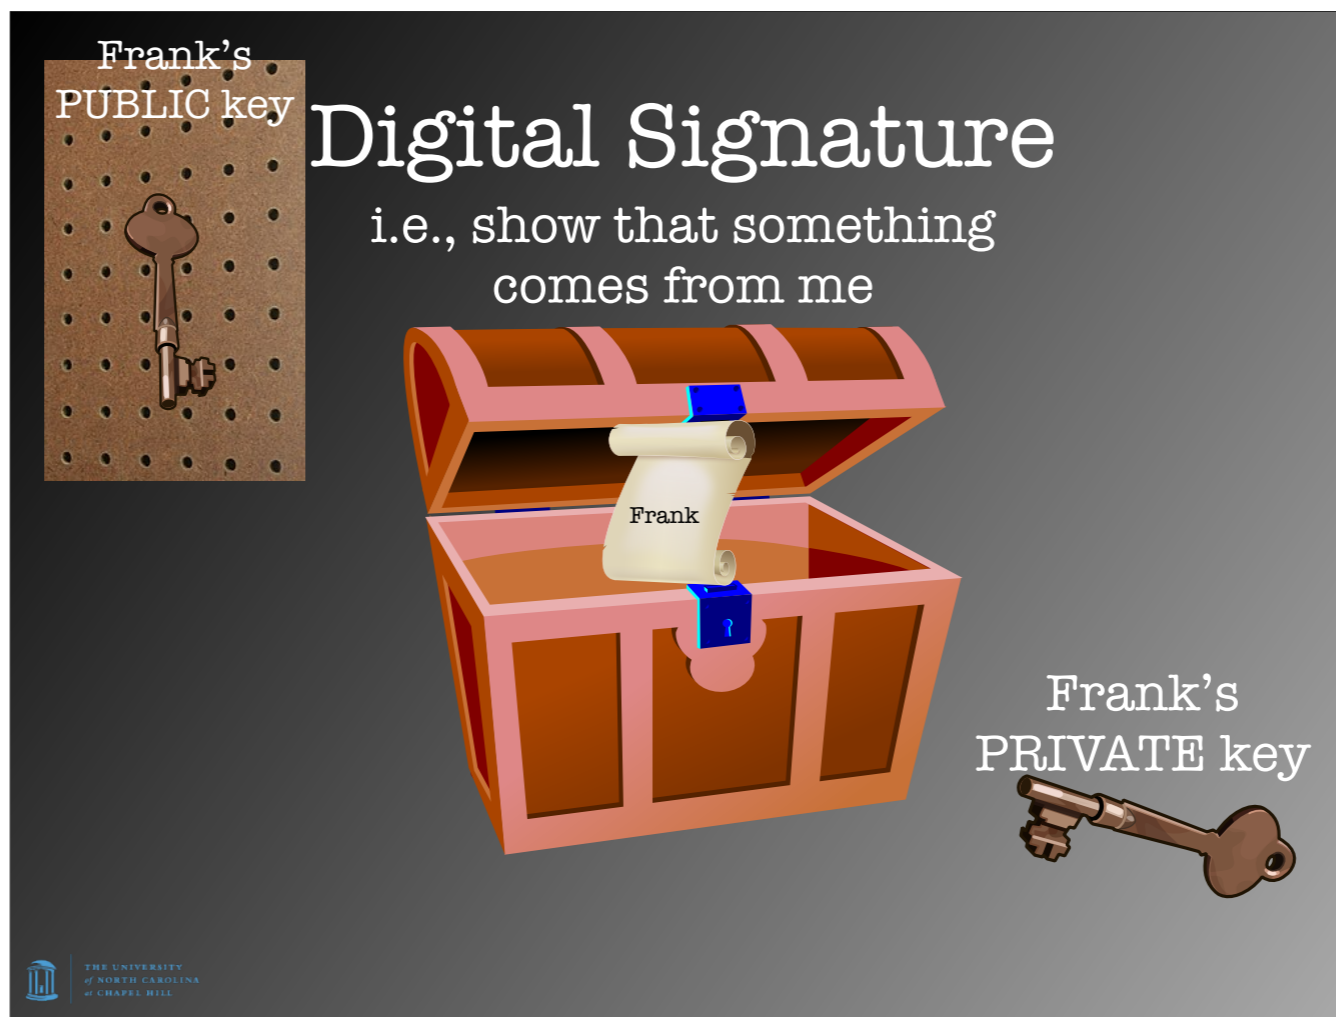 Frank’s
PUBLIC key
Digital Signature
i.e., show that something
comes from me
Frank
Frank’s
PRIVATE key
THE UNIVERSITY
of NORTH CAROLINA
at CHAPEL HILL